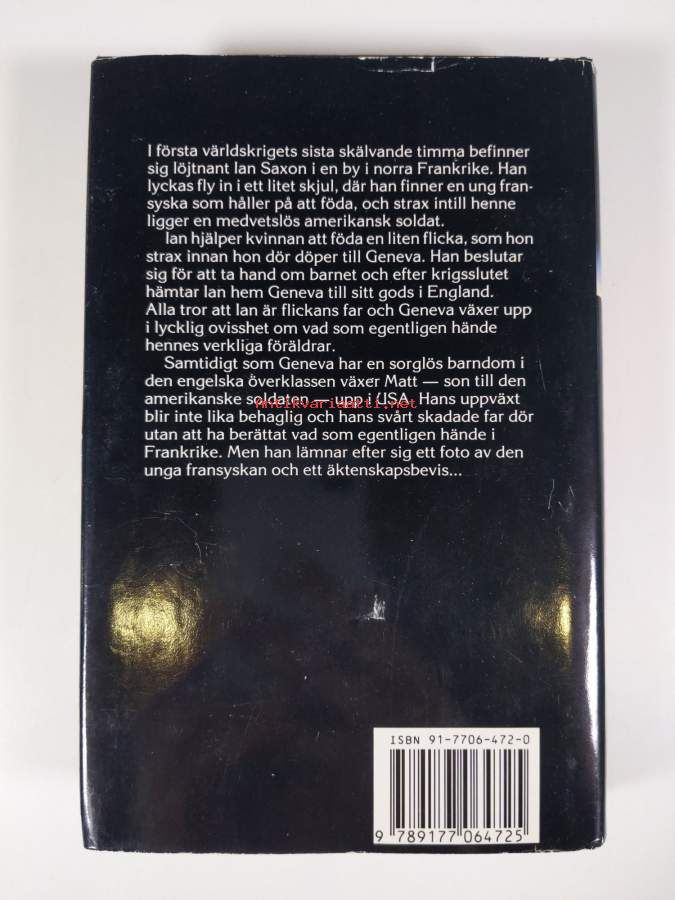 I första världskrigets sista skälvande timma befinner
sig löjtnant Ian Saxon i en by i norra Frankrike. Han
lyckas fly in i ett litet skjul, där han finner en ung fran-
syska som håller på att föda, och strax intill henne
ligger en medvetslös amerikansk soldat.
Ian hjälper kvinnan att föda en liten flicka, som hon
strax innan hon dör döper till Geneva. Han beslutar
sig för att ta hand om barnet och efter krigsslutet
hämtar Ian hem Geneva till sitt gods i England.
Alla tror att Ian är flickans far och Geneva växer upp
i lycklig ovisshet om vad som egentligen hände
hennes verkliga föräldrar.
Samtidigt som Geneva har en sorglös barndom i
den engelska överklassen växer Matt — son till den
amerikanske soldaten — upp i USA. Hans uppväxt
Antikvariaatti.net
blir inte lika behaglig och hans svårt skadade far dör
utan att ha berättat vad som egentligen hände i
Frankrike. Men han lämnar efter sig ett foto av den
unga fransyskan och ett äktenskapsbevis...
ISBN 91-7706-472-0
9 789177 064725